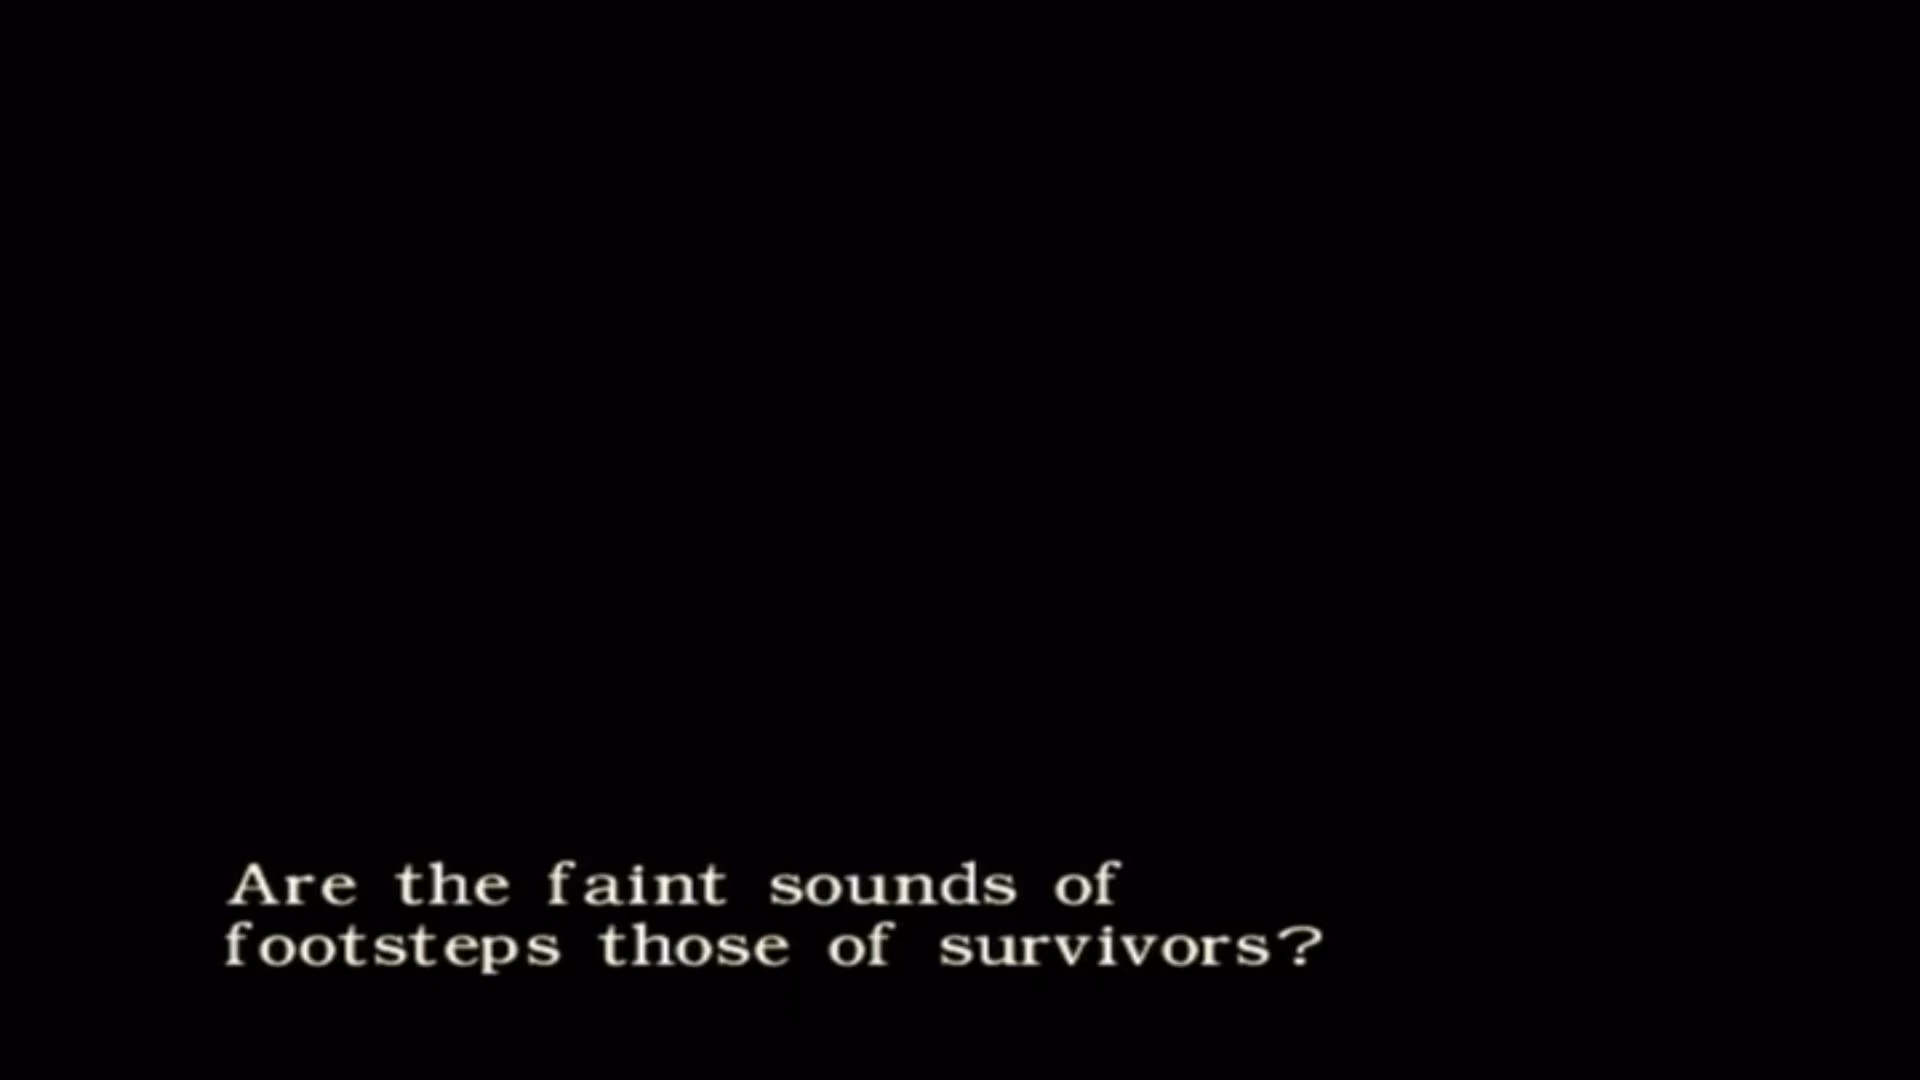 Are the faint sounds of
footsteps those of survivors?